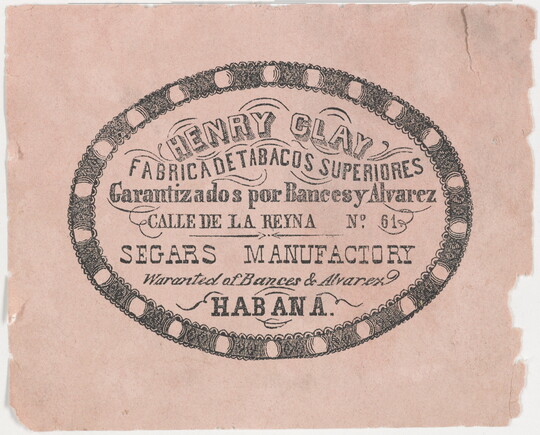 HENRY CLAY
FABRICA DE TABACOS SUPERIORES
Garantizados por Bances y Alvarez
CALLE DE LA REYNA Nº 61
SEGARS MANUFACTORY
Waranted of Bances & Alvarez
HABANA.